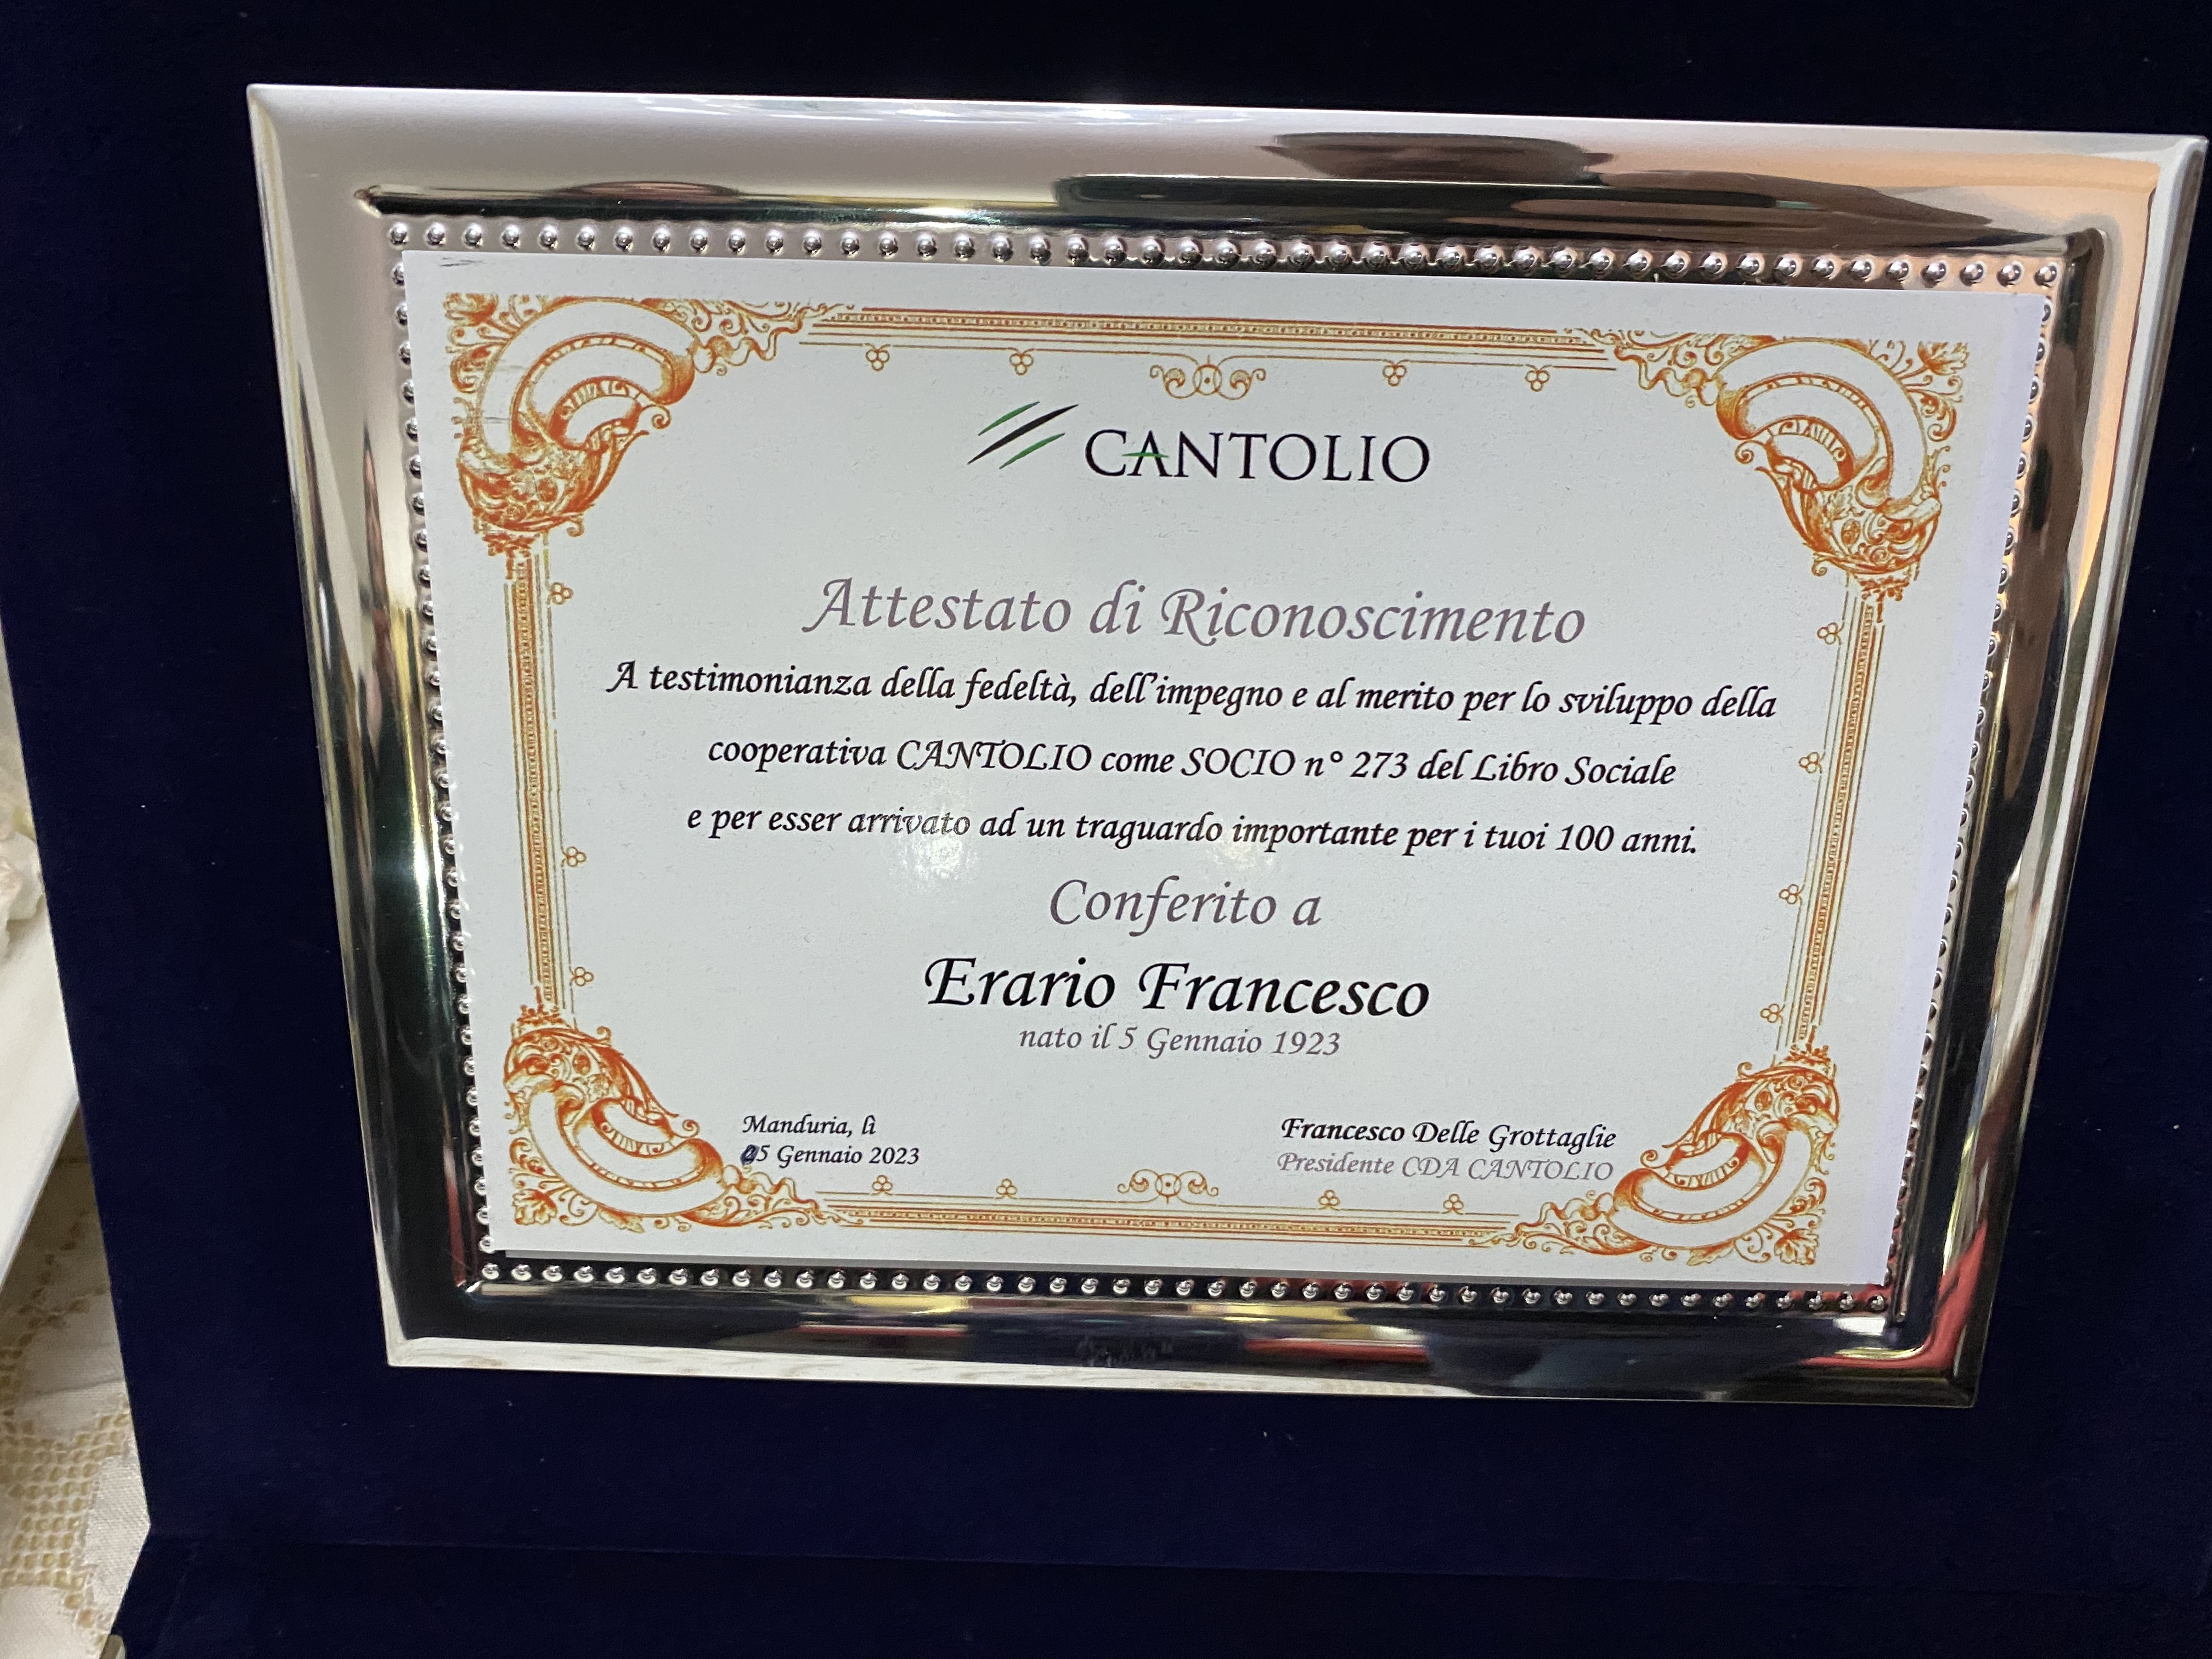 CANTOLIO
Attestato di Riconoscimento
A testimonianza della fedeltà, dell'impegno e al merito per lo sviluppo della
cooperativa CANTOLIO come SOCIO n° 273 del Libro Sociale
e per esser arrivato ad un traguardo importante per i tuoi 100 anni.
Conferito a
Erario Francesco
nato il 5 Gennaio 1923
Manduria, lì
05 Gennaio 2023
Francesco Delle Grottaglie
Presidente CDA CANTOLIO